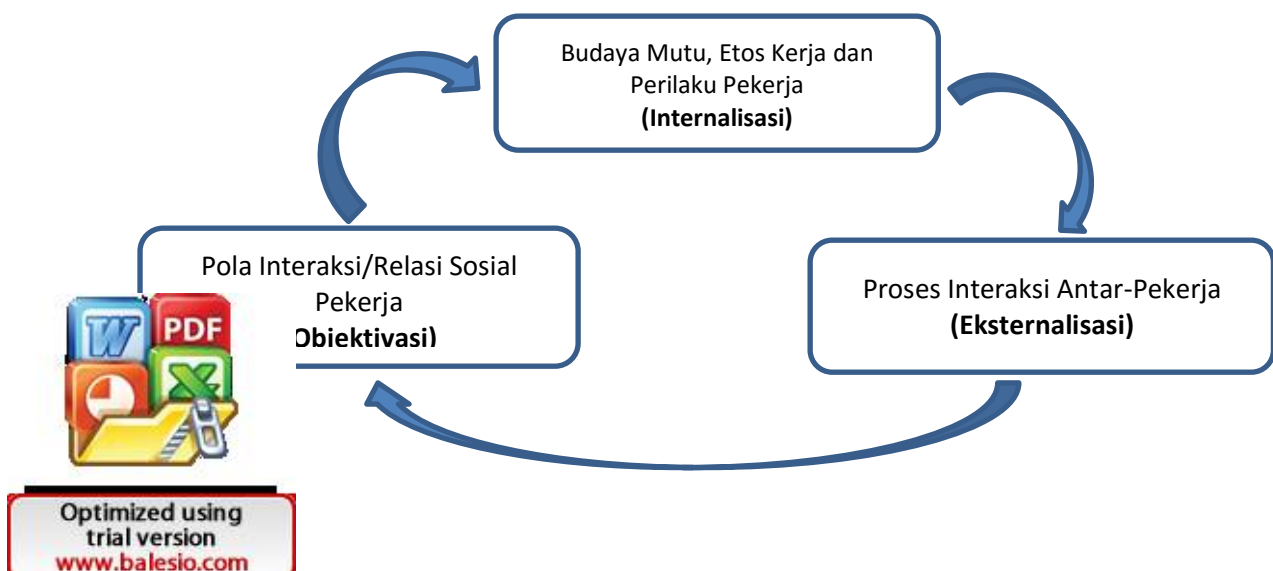 Budaya Mutu, Etos Kerja dan
Perilaku Pekerja
(Internalisasi)
Pola Interaksi/Relasi Sosial
Pekerja
Obiektivasi)
Proses Interaksi Antar-Pekerja
(Eksternalisasi)
W PDF
X
Optimized using
trial version
www.balesio.com